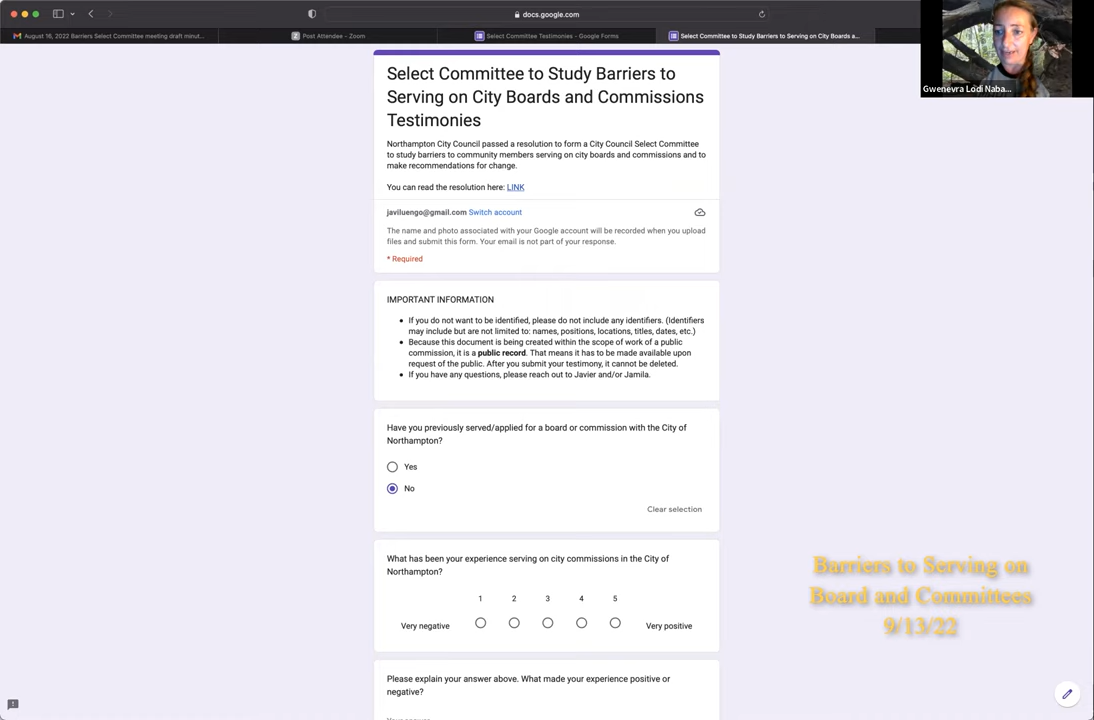 docs.google.com
August 16, 2022 Barriers Select Committee meeting draft minut...
Post Attendee - Zoom
Select Committee Testimonies - Google Forms
Select Committee to Study Barriers to Serving on City Boards a...
Gwenevra Lodi Naba...
Select Committee to Study Barriers to
Serving on City Boards and Commissions
Testimonies
Northampton City Council passed a resolution to form a City Council Select Committee
to study barriers to community members serving on city boards and commissions and to
make recommendations for change.
You can read the resolution here: LINK
javiluengo@gmail.com Switch account
The name and photo associated with your Google account will be recorded when you upload
files and submit this form. Your email is not part of your response.
* Required
IMPORTANT INFORMATION
If you do not want to be identified, please do not include any identifiers. (Identifiers
may include but are not limited to: names, positions, locations, titles, dates, etc.)
Because this document is being created within the scope of work of a public
commission, it is a public record. That means it has to be made available upon
request of the public. After you submit your testimony, it cannot be deleted.
If you have any questions, please reach out to Javier and/or Jamila.
Have you previously served/applied for a board or commission with the City of
Northampton?
Yes
No
Clear selection
What has been your experience serving on city commissions in the City of
Northampton?
1 2 3 4 5
Very negative Very positive
Please explain your answer above. What made your experience positive or
negative?
Barriers to Serving on
Board and Committees
9/13/22